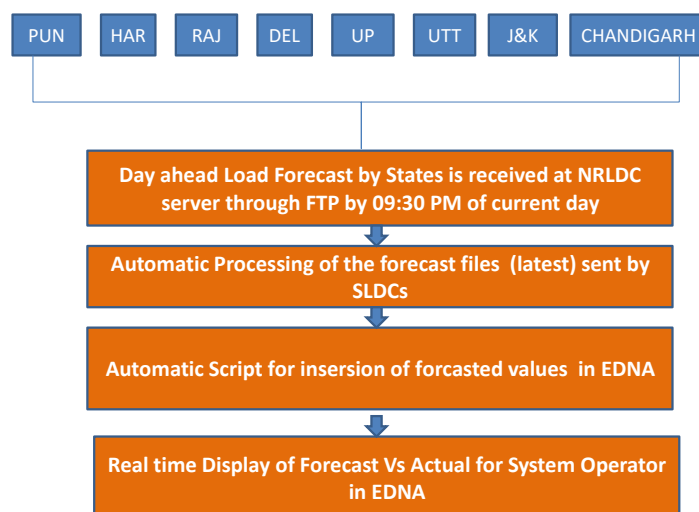 PUN HAR RAJ DEL UP UTT J&K CHANDIGARH
Day ahead Load Forecast by States is received at NRLDC
server through FTP by 09:30 PM of current day
Automatic Processing of the forecast files (latest) sent by
SLDCs
Automatic Script for insersion of forcasted values in EDNA
Real time Display of Forecast Vs Actual for System Operator
in EDNA